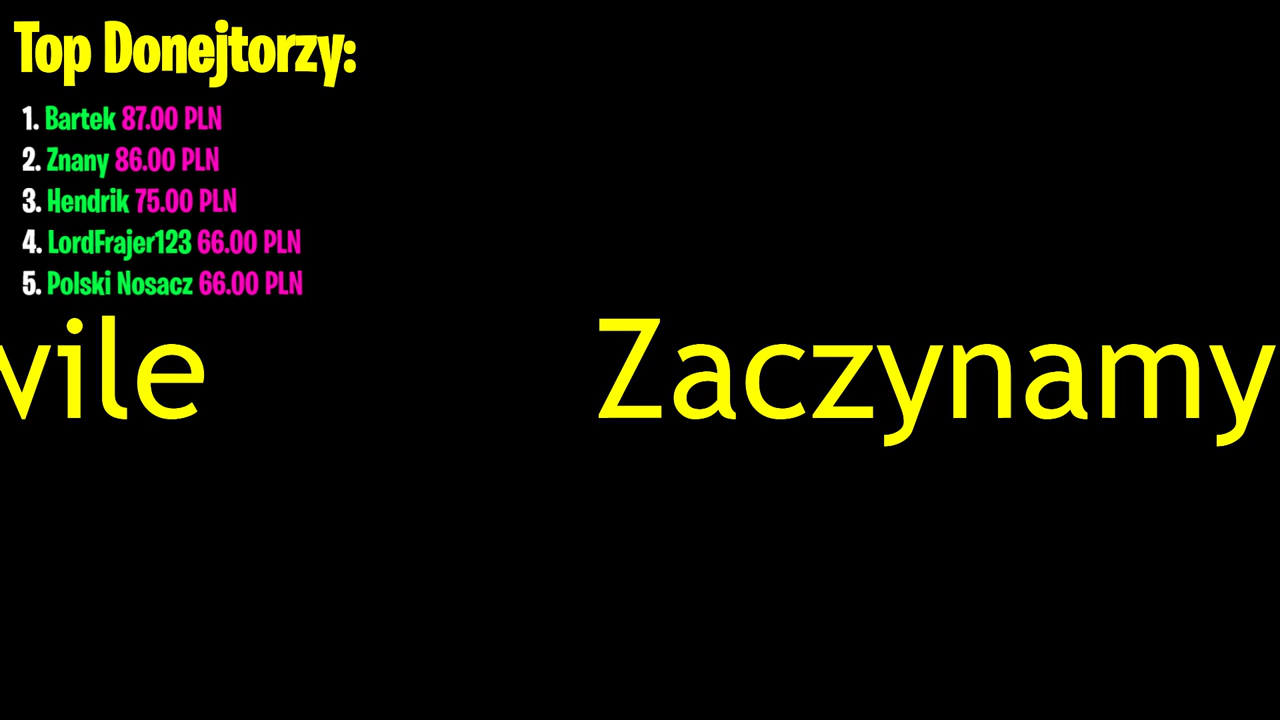 Top Donejtorzy:
1. Bartek 87.00 PLN
2. Znany 86.00 PLN
3. Hendrik 75.00 PLN
4. LordFrajer123 66.00 PLN
5. Polski Nosacz 66.00 PLN
vile Zaczynamy